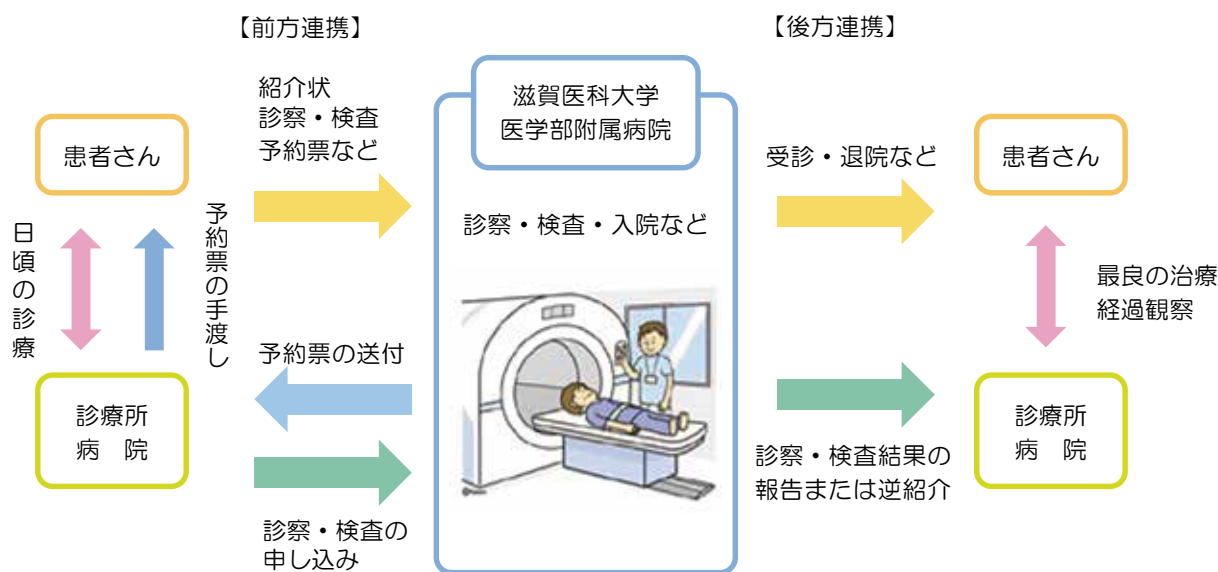 【前方連携】
【後方連携】
紹介状
診察・検査
予約票など
滋賀医科大学
医学部附属病院
患者さん
受診・退院など
患者さん
日頃の診療
予約票の手渡し
診察・検査・入院など
最良の治療
経過観察
予約票の送付
診療所
病　院
診療所
病　院
診察・検査結果の
報告または逆紹介
診察・検査の
申し込み